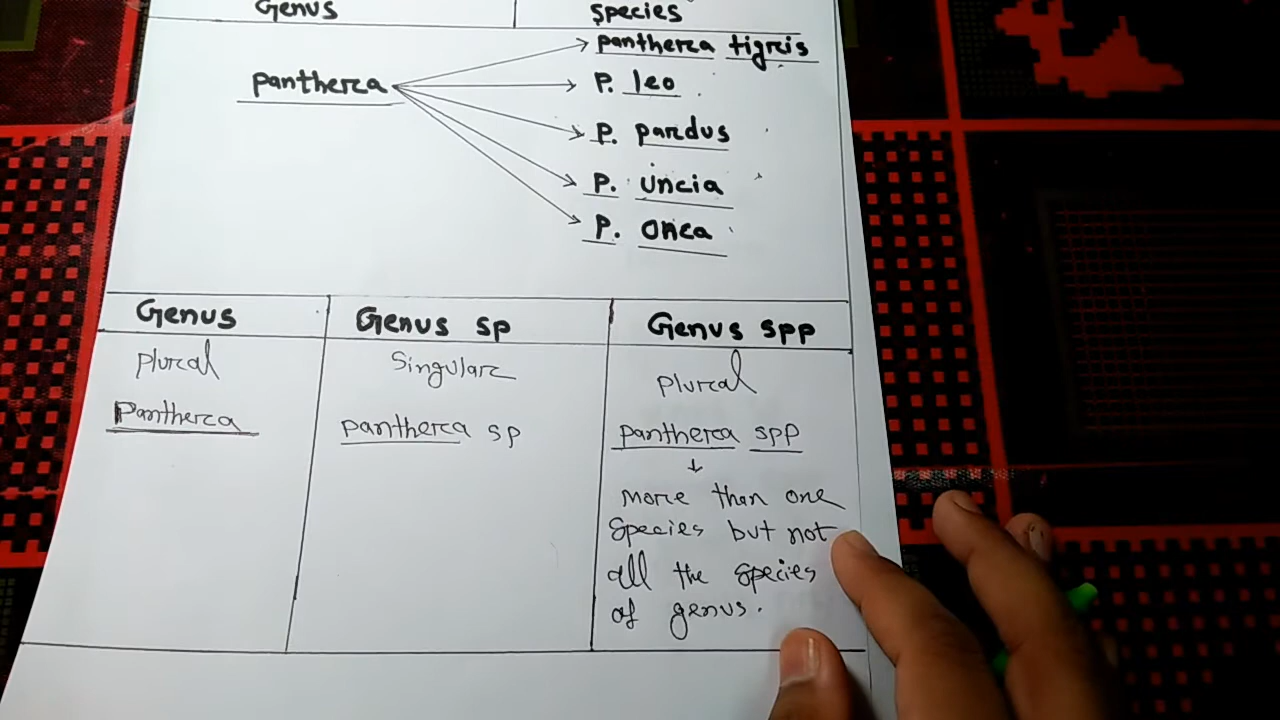 Genus species
panthera tigris
panthera P. leo
P. pardus
P. uncia
P. onca
Genus Genus sp Genus spp
plural Singular plural
Panthera panthera sp panthera spp
more than one
species but not
all the species
of genus.